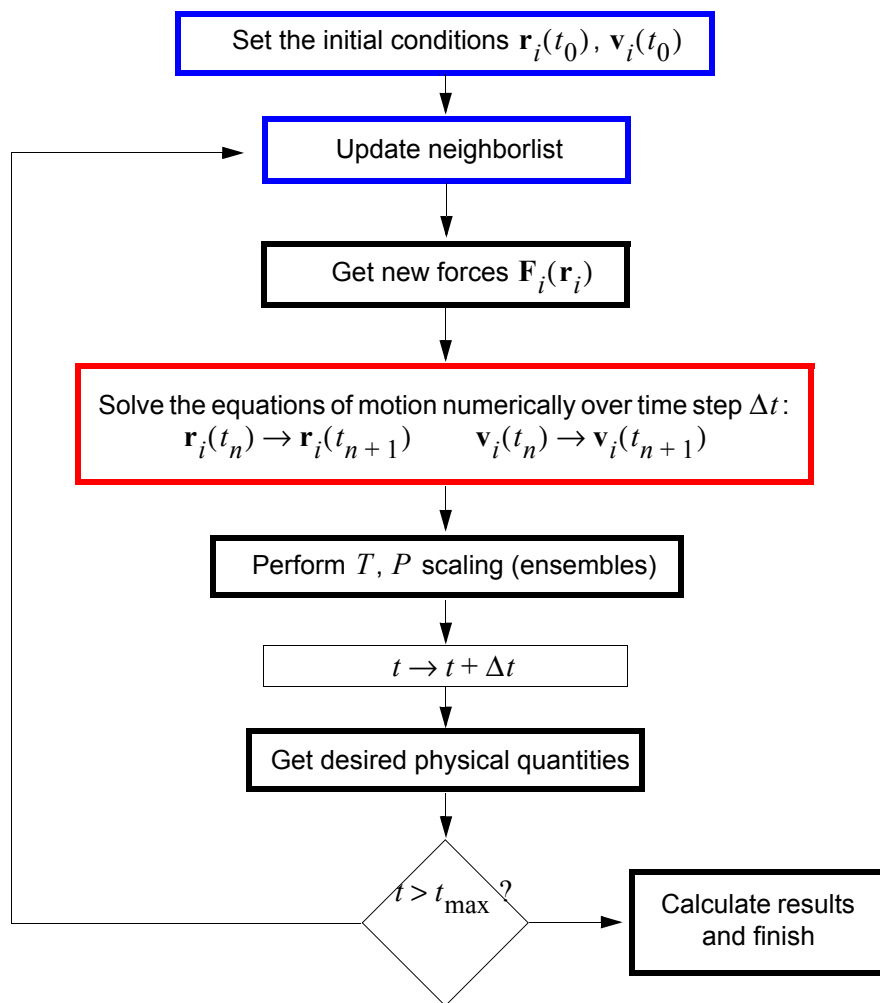 Set the initial conditions r_i(t_0), v_i(t_0)
Update neighborlist
Get new forces F_i(r_i)
Solve the equations of motion numerically over time step Δt:
r_i(t_n) → r_i(t_{n + 1})  v_i(t_n) → v_i(t_{n + 1})
Perform T, P scaling (ensembles)
t → t + Δt
Get desired physical quantities
t > t_max ?
Calculate results
and finish